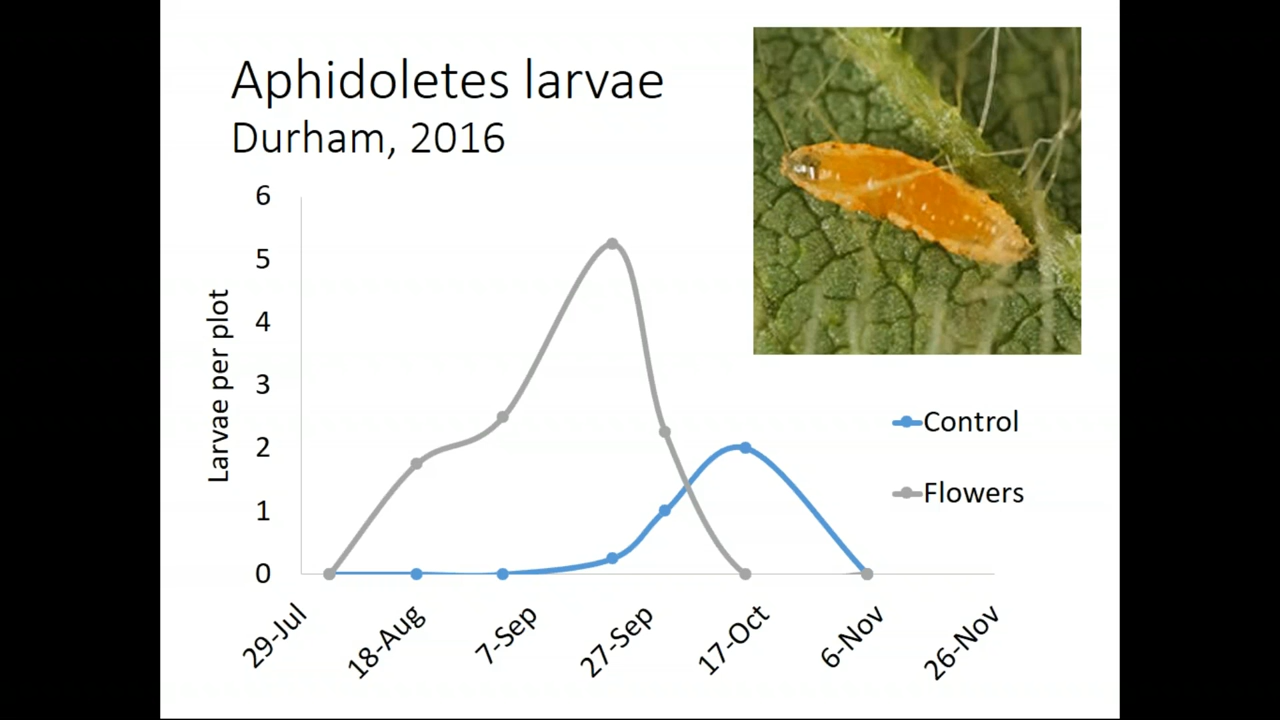 Aphidoletes larvae
Durham, 2016
6
5
4
3
2
1
0
Larvae per plot
29-Jul
18-Aug
7-Sep
27-Sep
17-Oct
6-Nov
26-Nov
Control
Flowers